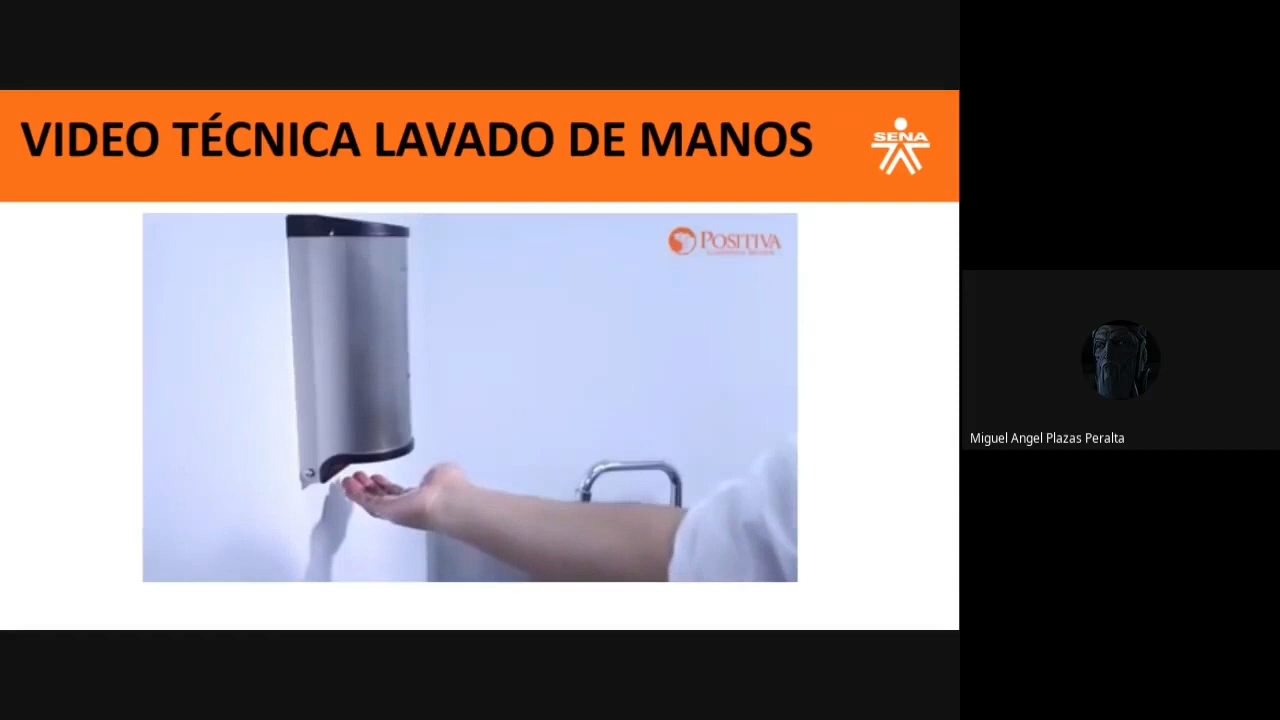 VIDEO TÉCNICA LAVADO DE MANOS
SENA
POSITIVA
Miguel Angel Plazas Peralta